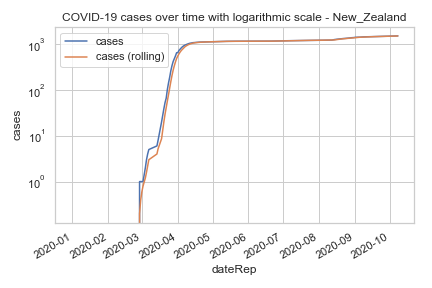 COVID-19 cases over time with logarithmic scale - New_Zealand
cases
cases (rolling)
10³
10²
10¹
10⁰
cases
2020-01
2020-02
2020-03
2020-04
2020-05
2020-06
2020-07
2020-08
2020-09
2020-10
dateRep